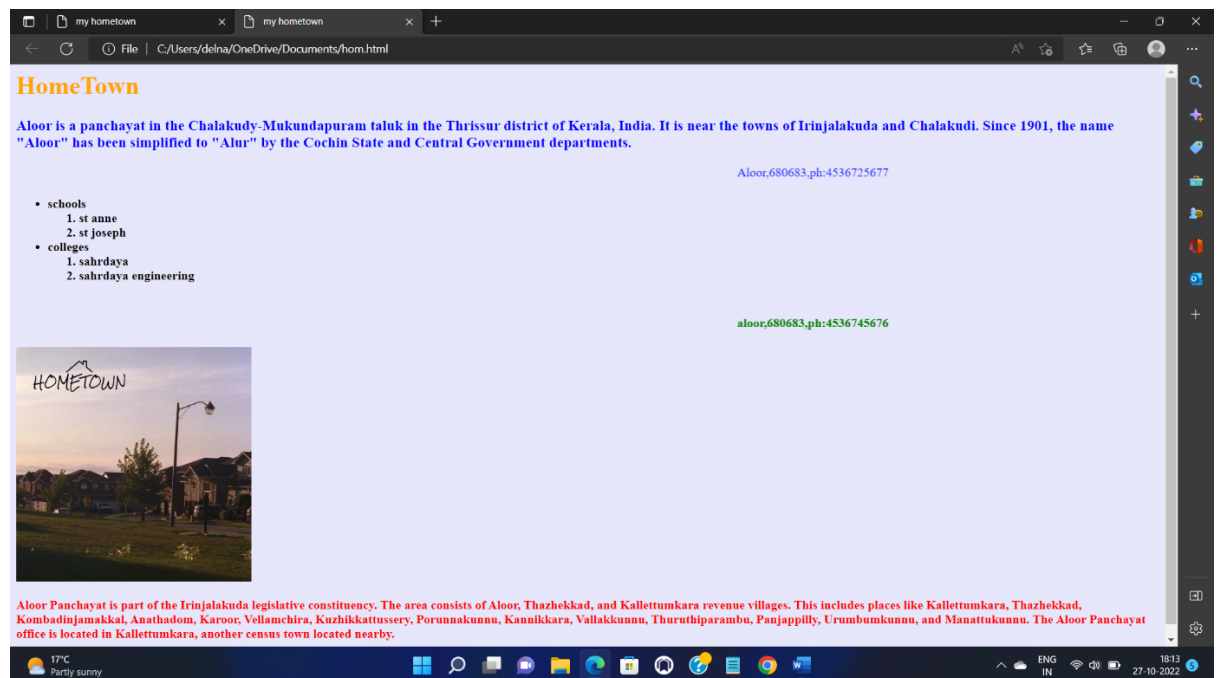 my hometown
my hometown
File | C:/Users/delna/OneDrive/Documents/hom.html
HomeTown
Aloor is a panchayat in the Chalakudy-Mukundapuram taluk in the Thrissur district of Kerala, India. It is near the towns of Irinjalakuda and Chalakudi. Since 1901, the name
"Aloor" has been simplified to "Alur" by the Cochin State and Central Government departments.
Aloor,680683,ph:4536725677
• schools
1. st anne
2. st joseph
• colleges
1. sahrdaya
2. sahrdaya engineering
aloor,680683,ph:4536745676
HOMETOWN
Aloor Panchayat is part of the Irinjalakuda legislative constituency. The area consists of Aloor, Thazhekkad, and Kallettumkara revenue villages. This includes places like Kallettumkara, Thazhekkad,
Kombadinjamakkal, Anathadom, Karoor, Vellamchira, Kuzhikkattussery, Porunnakunnu, Kannikkara, Vallakkunnu, Thuruthiparambu, Panjappilly, Urumbumkunnu, and Manattukunnu. The Aloor Panchayat
office is located in Kallettumkara, another census town located nearby.
17°C
Partly sunny
ENG
IN
18:13
27-10-2022
5